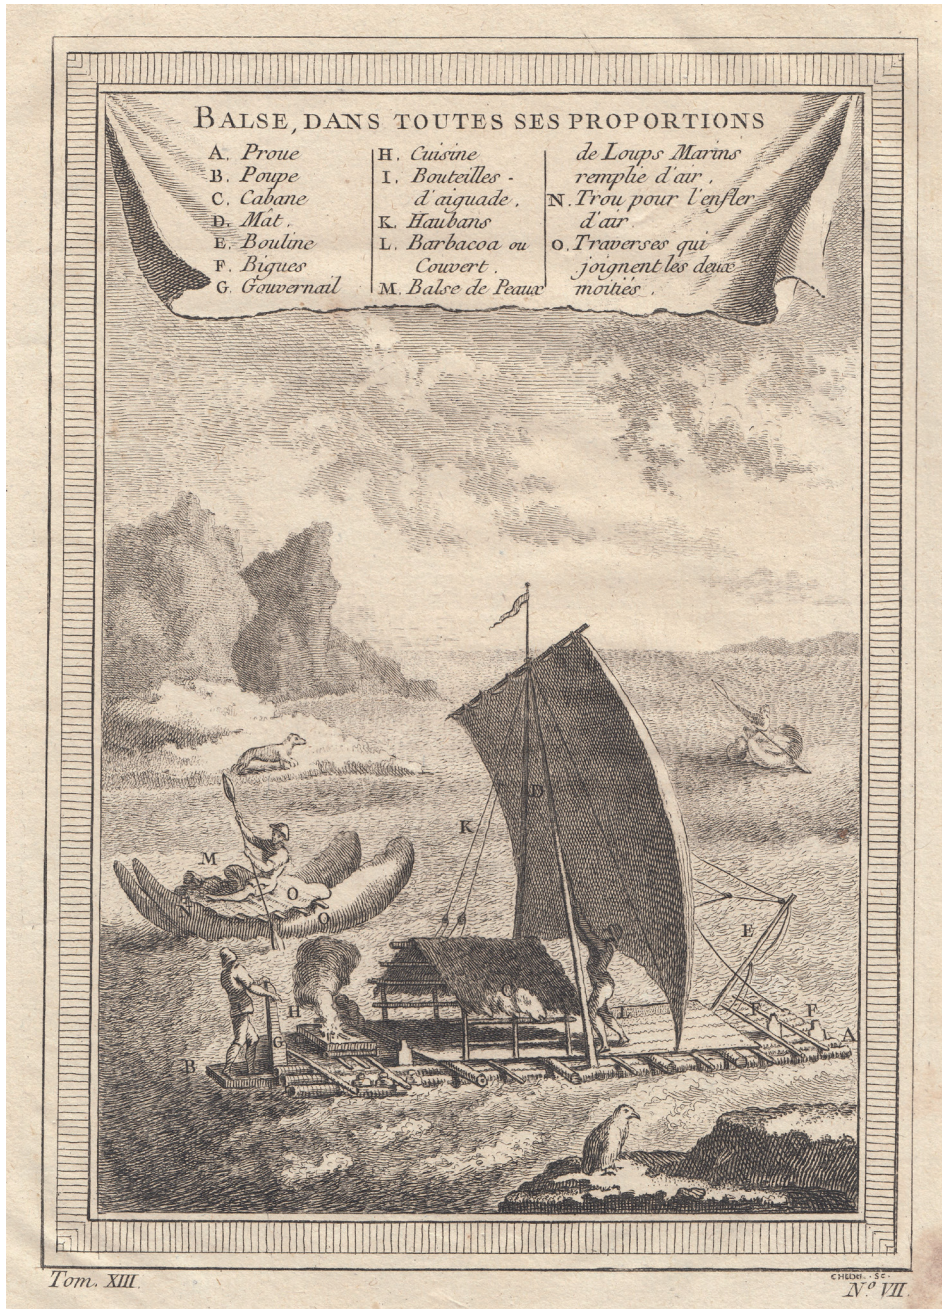 BALSE, DANS TOUTES SES PROPORTIONS
A. Proue
B. Poupe
C. Cabane
D. Mât.
E. Bouline
F. Bigues
G. Gouvernail
H. Cuisine
I. Bouteilles -
d'aiguade.
K. Haubans
L. Barbacoa ou
Couvert.
M. Balse de Peaux
de Loups Marins
remplie d'air.
N. Trou pour l'enfler
d'air.
O. Traverses qui
joignent les deux
moitiés.
D
K
M
O
N
O
E
C
H
L
I
F
G
A
B
Tom. XIII.
N.º VII.